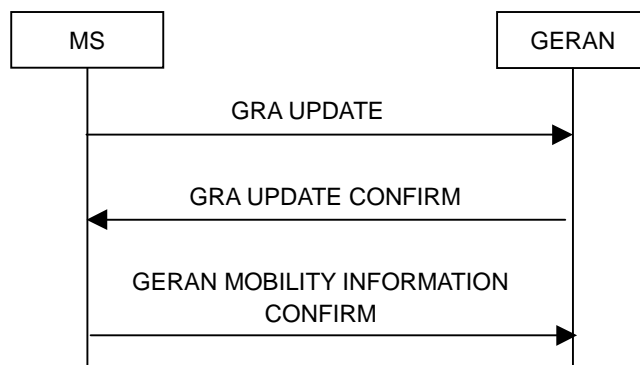 MS
GERAN
GRA UPDATE
GRA UPDATE CONFIRM
GERAN MOBILITY INFORMATION
CONFIRM